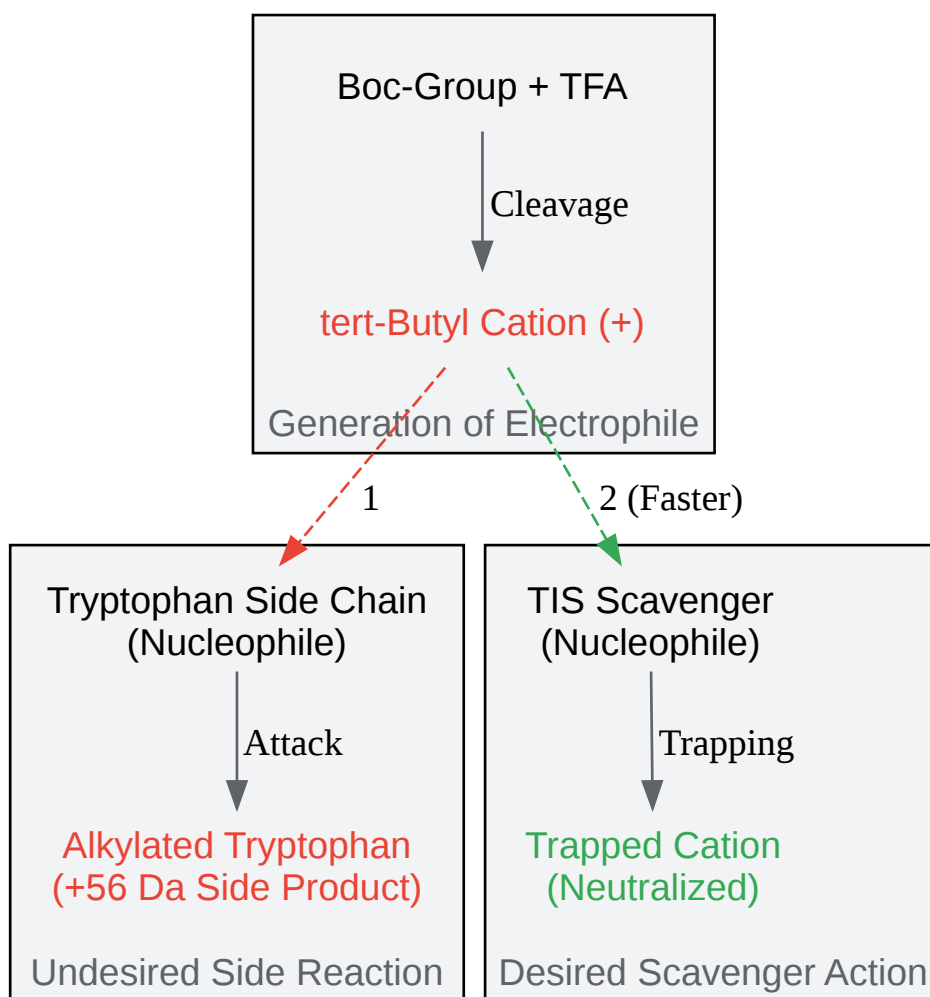 Boc-Group + TFA
Cleavage
tert-Butyl Cation (+)
Generation of Electrophile
1
2 (Faster)
Tryptophan Side Chain
(Nucleophile)
Attack
Alkylated Tryptophan
(+56 Da Side Product)
Undesired Side Reaction
TIS Scavenger
(Nucleophile)
Trapping
Trapped Cation
(Neutralized)
Desired Scavenger Action